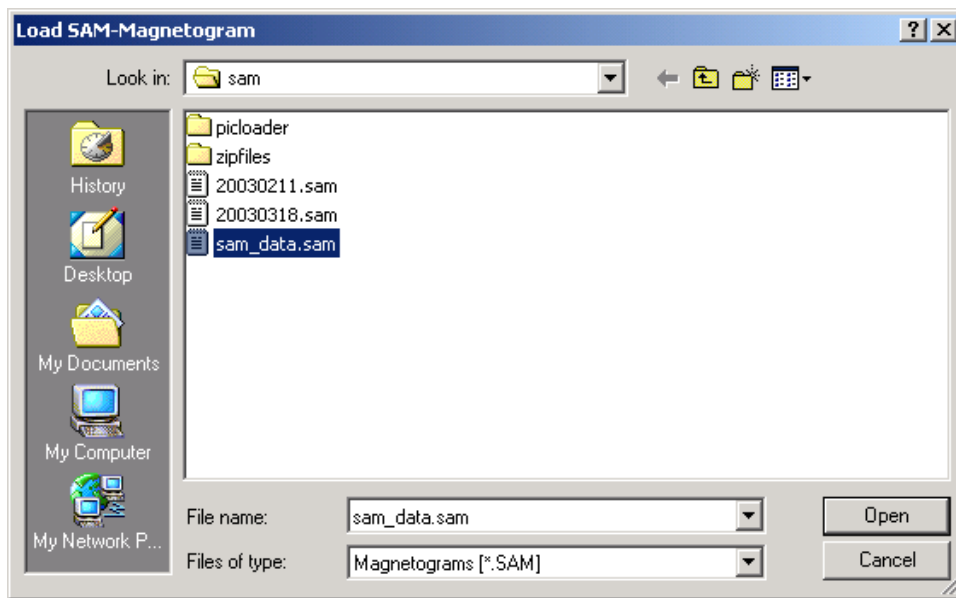 Load SAM-Magnetogram
Look in: sam
History
Desktop
My Documents
My Computer
My Network P...
picloader
zipfiles
20030211.sam
20030318.sam
sam_data.sam
File name: sam_data.sam Open
Files of type: Magnetograms [*.SAM] Cancel